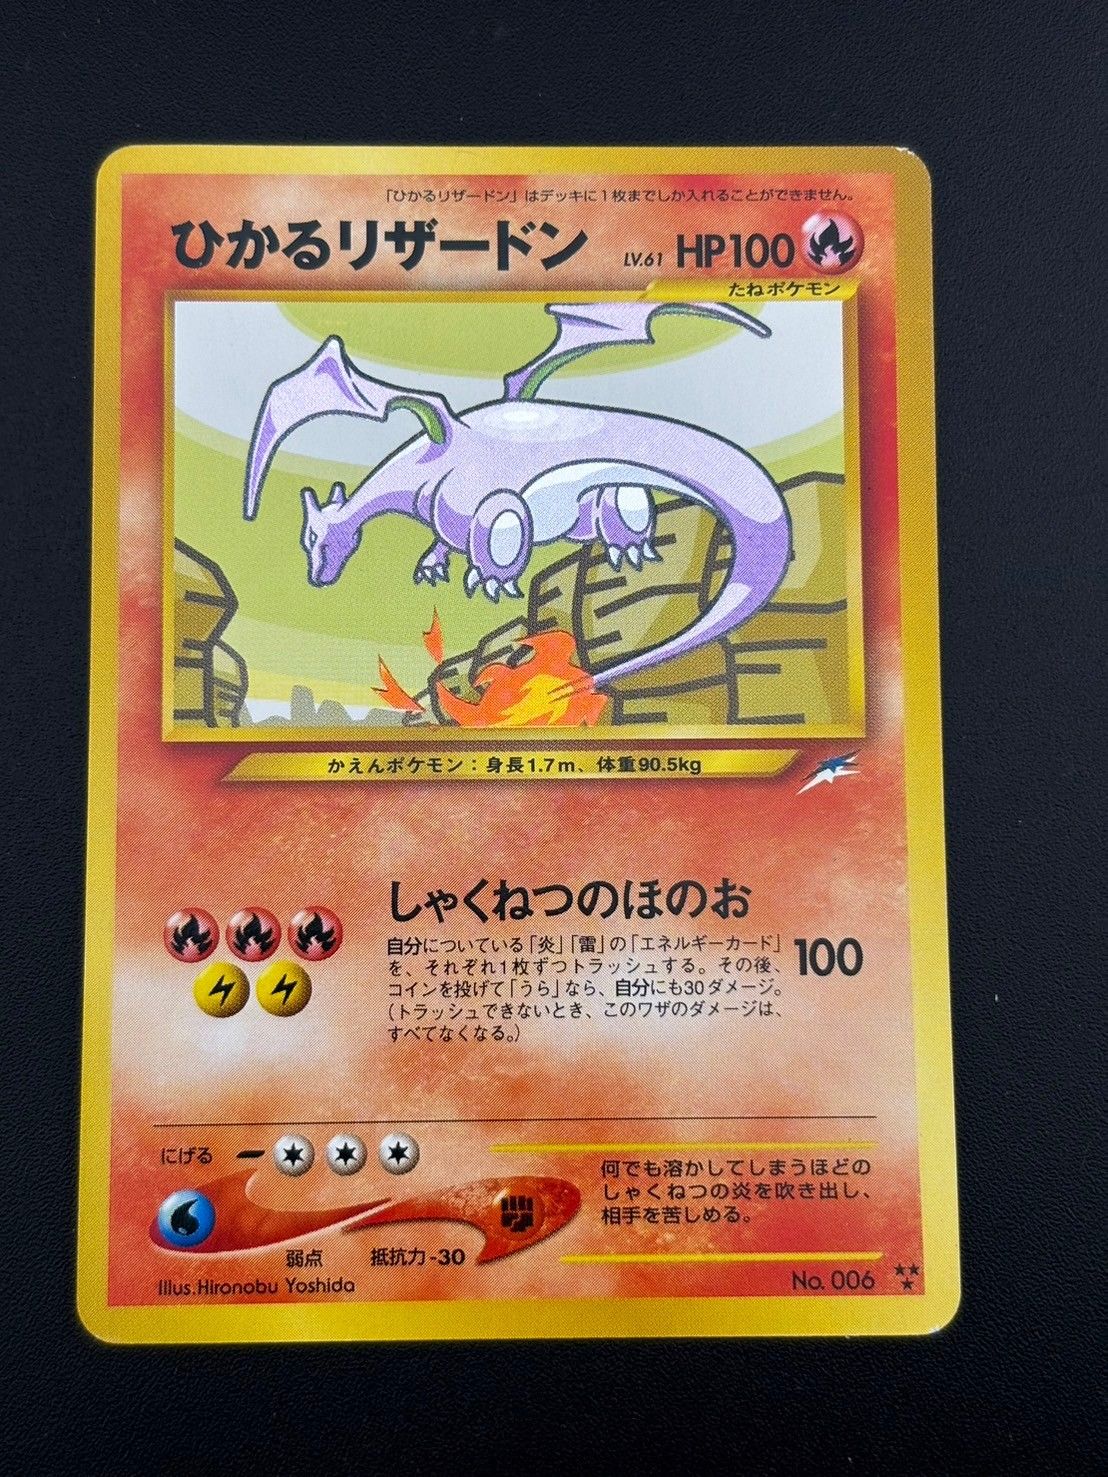 「ひかるリザードン」はデッキに1枚までしか入れることができません。
ひかるリザードン LV.61 HP100
たねポケモン
かえんポケモン：身長1.7m、体重90.5kg
しゃくねつのほのお
自分についている「炎」「雷」の「エネルギーカード」
を、それぞれ1枚ずつトラッシュする。その後、
コインを投げて「うら」なら、自分にも30ダメージ。
（トラッシュできないとき、このワザのダメージは、
すべてなくなる。）
100
にげる
弱点
抵抗力-30
何でも溶かしてしまうほどの
しゃくねつの炎を吹き出し、
相手を苦しめる。
Illus.Hironobu Yoshida
No. 006